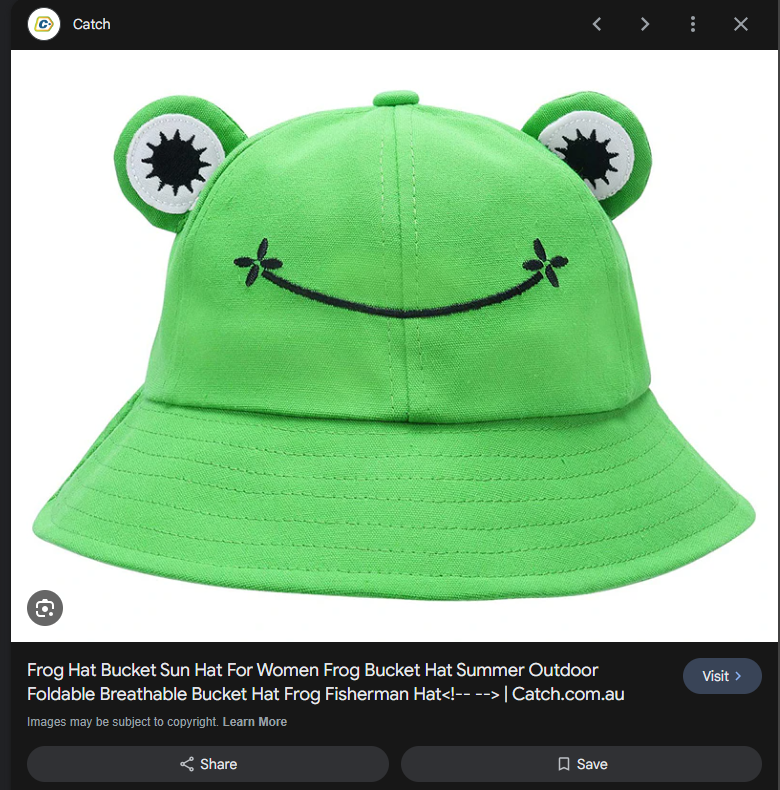 Catch
Frog Hat Bucket Sun Hat For Women Frog Bucket Hat Summer Outdoor
Foldable Breathable Bucket Hat Frog Fisherman Hat<!-- --> | Catch.com.au
Visit >
Images may be subject to copyright. Learn More
Share
Save